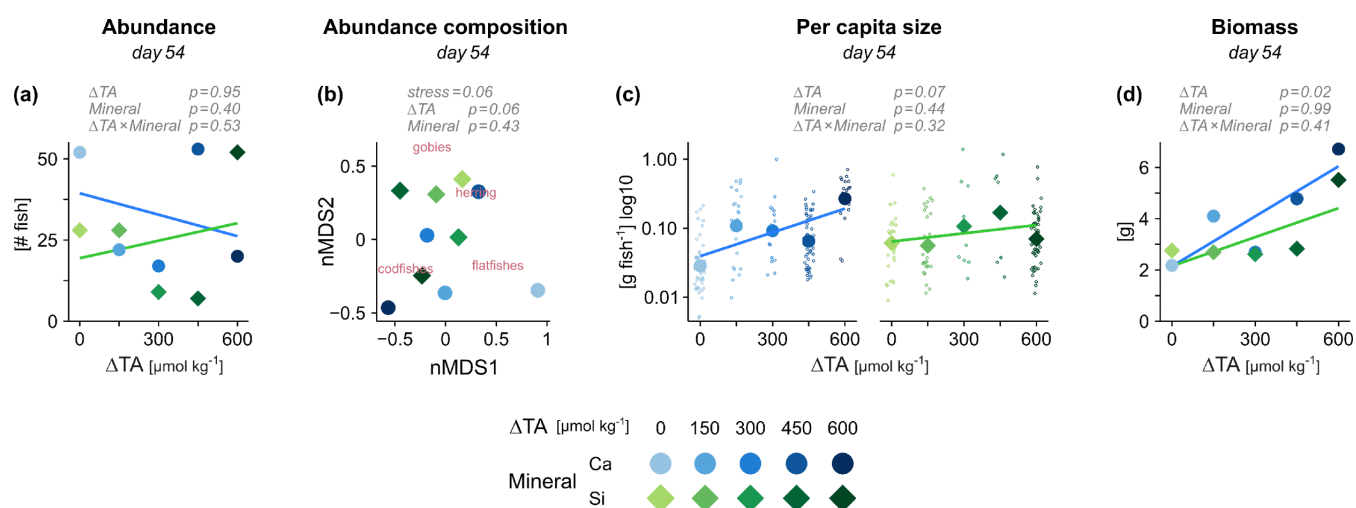 Abundance
day 54
Abundance composition
day 54
Per capita size
day 54
Biomass
day 54
(a)
ΔTA p=0.95
Mineral p=0.40
ΔTA×Mineral p=0.53
50
25
0
[# fish]
0 150 300 450 600
ΔTA [µmol kg⁻¹]
(b)
stress=0.06
ΔTA p=0.06
Mineral p=0.43
gobies
herring
codfishes
flatfishes
0.5
0
−0.5
nMDS2
−0.5 0 0.5 1
nMDS1
(c)
ΔTA p=0.07
Mineral p=0.44
ΔTA×Mineral p=0.32
1.00
0.10
0.01
[g fish⁻¹] log10
0 300 600 0 300 600
ΔTA [µmol kg⁻¹]
(d)
ΔTA p=0.02
Mineral p=0.99
ΔTA×Mineral p=0.41
6
4
2
0
[g]
0 300 600
ΔTA [µmol kg⁻¹]
ΔTA [µmol kg⁻¹] 0 150 300 450 600
Mineral
Ca
Si